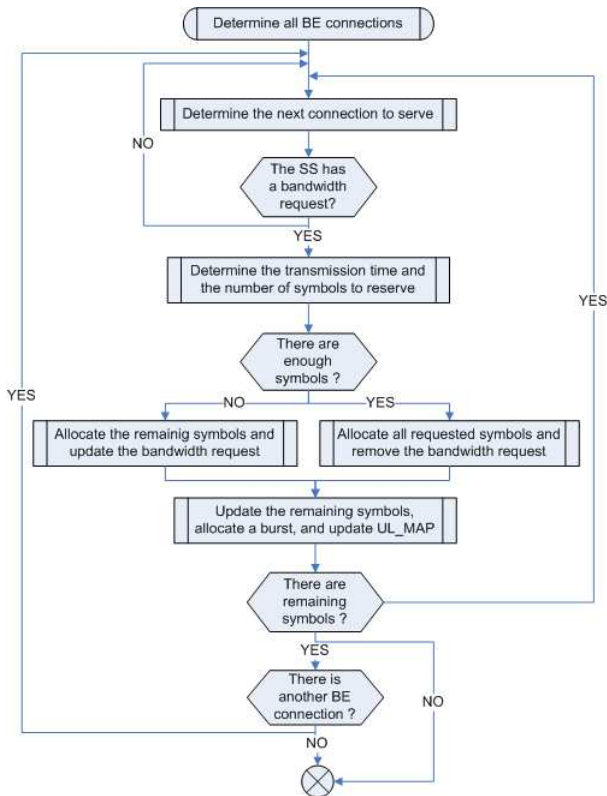 Determine all BE connections
Determine the next connection to serve
NO
The SS has
a bandwidth
request?
YES
Determine the transmission time and
the number of symbols to reserve
YES
There are
enough
symbols ?
YES
NO
YES
Allocate the remainig symbols and
update the bandwidth request
Allocate all requested symbols and
remove the bandwidth request
Update the remaining symbols,
allocate a burst, and update UL_MAP
There are
remaining
symbols ?
YES
There is
another BE
connection ?
NO
NO